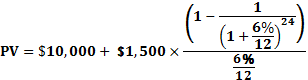 PV = $10,000 + $1,500 × (1 − 1 / (1 + 6% / 12)^24) / (6% / 12)